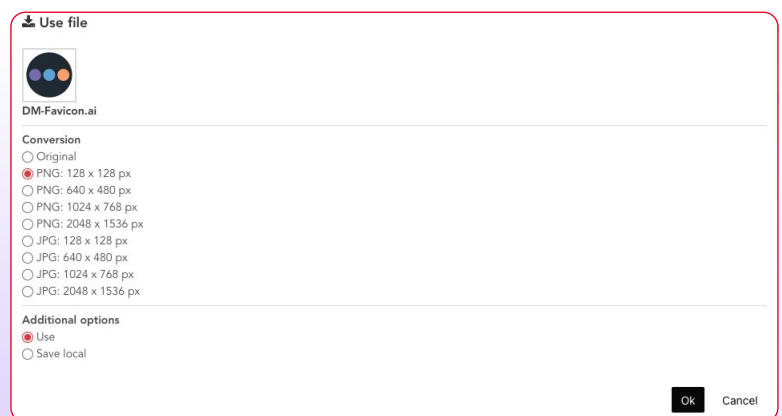 Use file
DM-Favicon.ai
Conversion
Original
PNG: 128 x 128 px
PNG: 640 x 480 px
PNG: 1024 x 768 px
PNG: 2048 x 1536 px
JPG: 128 x 128 px
JPG: 640 x 480 px
JPG: 1024 x 768 px
JPG: 2048 x 1536 px
Additional options
Use
Save local
Ok Cancel